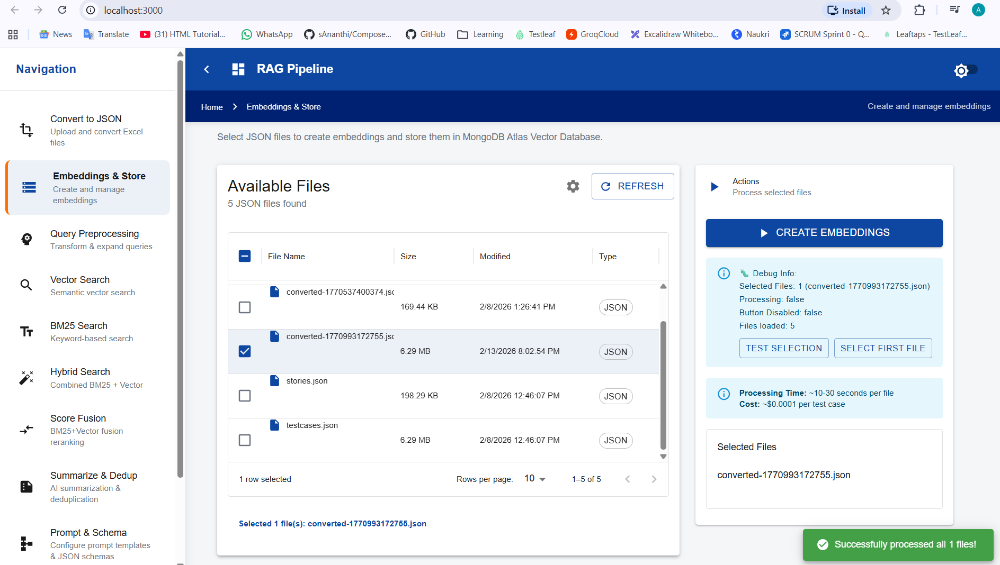 localhost:3000
Install
A
News
Translate
(31) HTML Tutorial...
WhatsApp
sAnanthi/Compose...
GitHub
Learning
Testleaf
GroqCloud
Excalidraw Whitebo...
Naukri
SCRUM Sprint 0 - Q...
Leaftaps - TestLeaf...
Navigation
Convert to JSON
Upload and convert Excel
files
Embeddings & Store
Create and manage
embeddings
Query Preprocessing
Transform & expand queries
Vector Search
Semantic vector search
BM25 Search
Keyword-based search
Hybrid Search
Combined BM25 + Vector
Score Fusion
BM25+Vector fusion
reranking
Summarize & Dedup
AI summarization &
deduplication
Prompt & Schema
Configure prompt templates
& JSON schemas
RAG Pipeline
Home
Embeddings & Store
Create and manage embeddings
Select JSON files to create embeddings and store them in MongoDB Atlas Vector Database.
Available Files
5 JSON files found
REFRESH
File Name Size Modified Type
converted-1770537400374.jsc
169.44 KB 2/8/2026 1:26:41 PM JSON
converted-1770993172755.jsc
6.29 MB 2/13/2026 8:02:54 PM JSON
stories.json
198.29 KB 2/8/2026 12:46:07 PM JSON
testcases.json
6.29 MB 2/8/2026 12:46:07 PM JSON
1 row selected
Rows per page: 10 1–5 of 5
Selected 1 file(s): converted-1770993172755.json
Actions
Process selected files
CREATE EMBEDDINGS
Debug Info:
Selected Files: 1 (converted-1770993172755.json)
Processing: false
Button Disabled: false
Files loaded: 5
TEST SELECTION
SELECT FIRST FILE
Processing Time: ~10-30 seconds per file
Cost: ~$0.0001 per test case
Selected Files
converted-1770993172755.json
Successfully processed all 1 files!